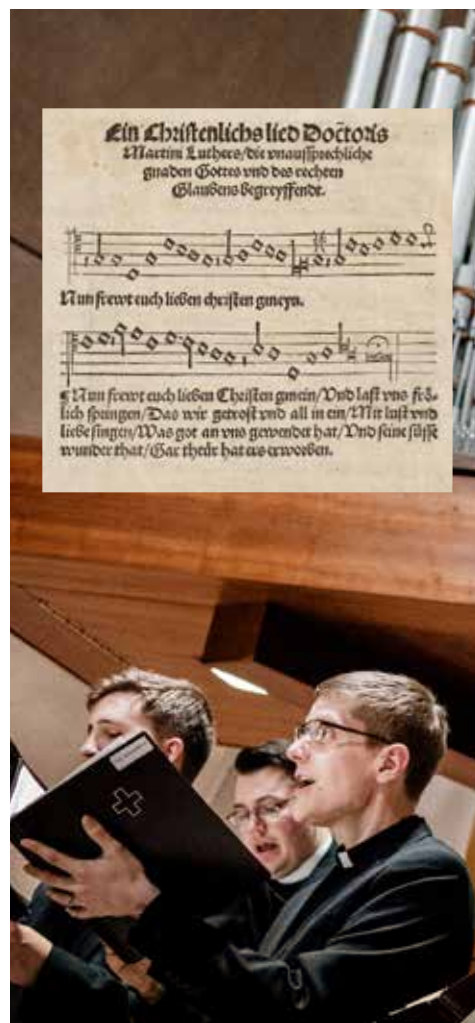 Ein Christenlichs lied Doctoris
Martini Luthers/die vnaussprechliche
gnaden Gottes vnd des rechten
Glaubens begreyffendt.
Nun frewt euch lieben christen gmeyn.
¶ Nun frewt euch lieben Christen gmein/Vnd last vns frö-
lich springen/Das wir getrost vnd all in ein/Mit lust vnd
liebe singen/Was got an vns gewendet hat/Vnd seine süsse
wunder that/Gar theür hat ers erworben.